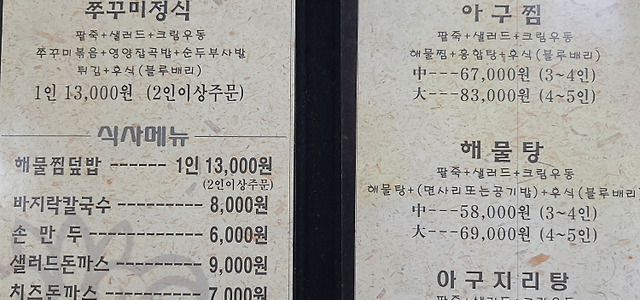 쭈꾸미정식
팥죽+샐러드+크림우동
쭈꾸미볶음+영양잡곡밥+순두부사발
튀김+후식(블루배리)
1인 13,000원 (2인이상주문)
식사메뉴
해물찜덮밥 ------ 1인 13,000원
(2인이상주문)
바지락칼국수 ------ 8,000원
손 만 두 --------- 6,000원
샐러드돈까스 ------ 9,000원
치즈돈까스 ------- 7,000원
아구찜
팥죽+샐러드+크림우동
해물찜+홍합탕+후식(블루배리)
中---67,000원 (3~4인)
大---83,000원 (4~5인)
해물탕
팥죽+샐러드+크림우동
해물탕+(면사리또는공기밥)+후식(블루배리
中---58,000원 (3~4인)
大---69,000원 (4~5인)
아구지리탕